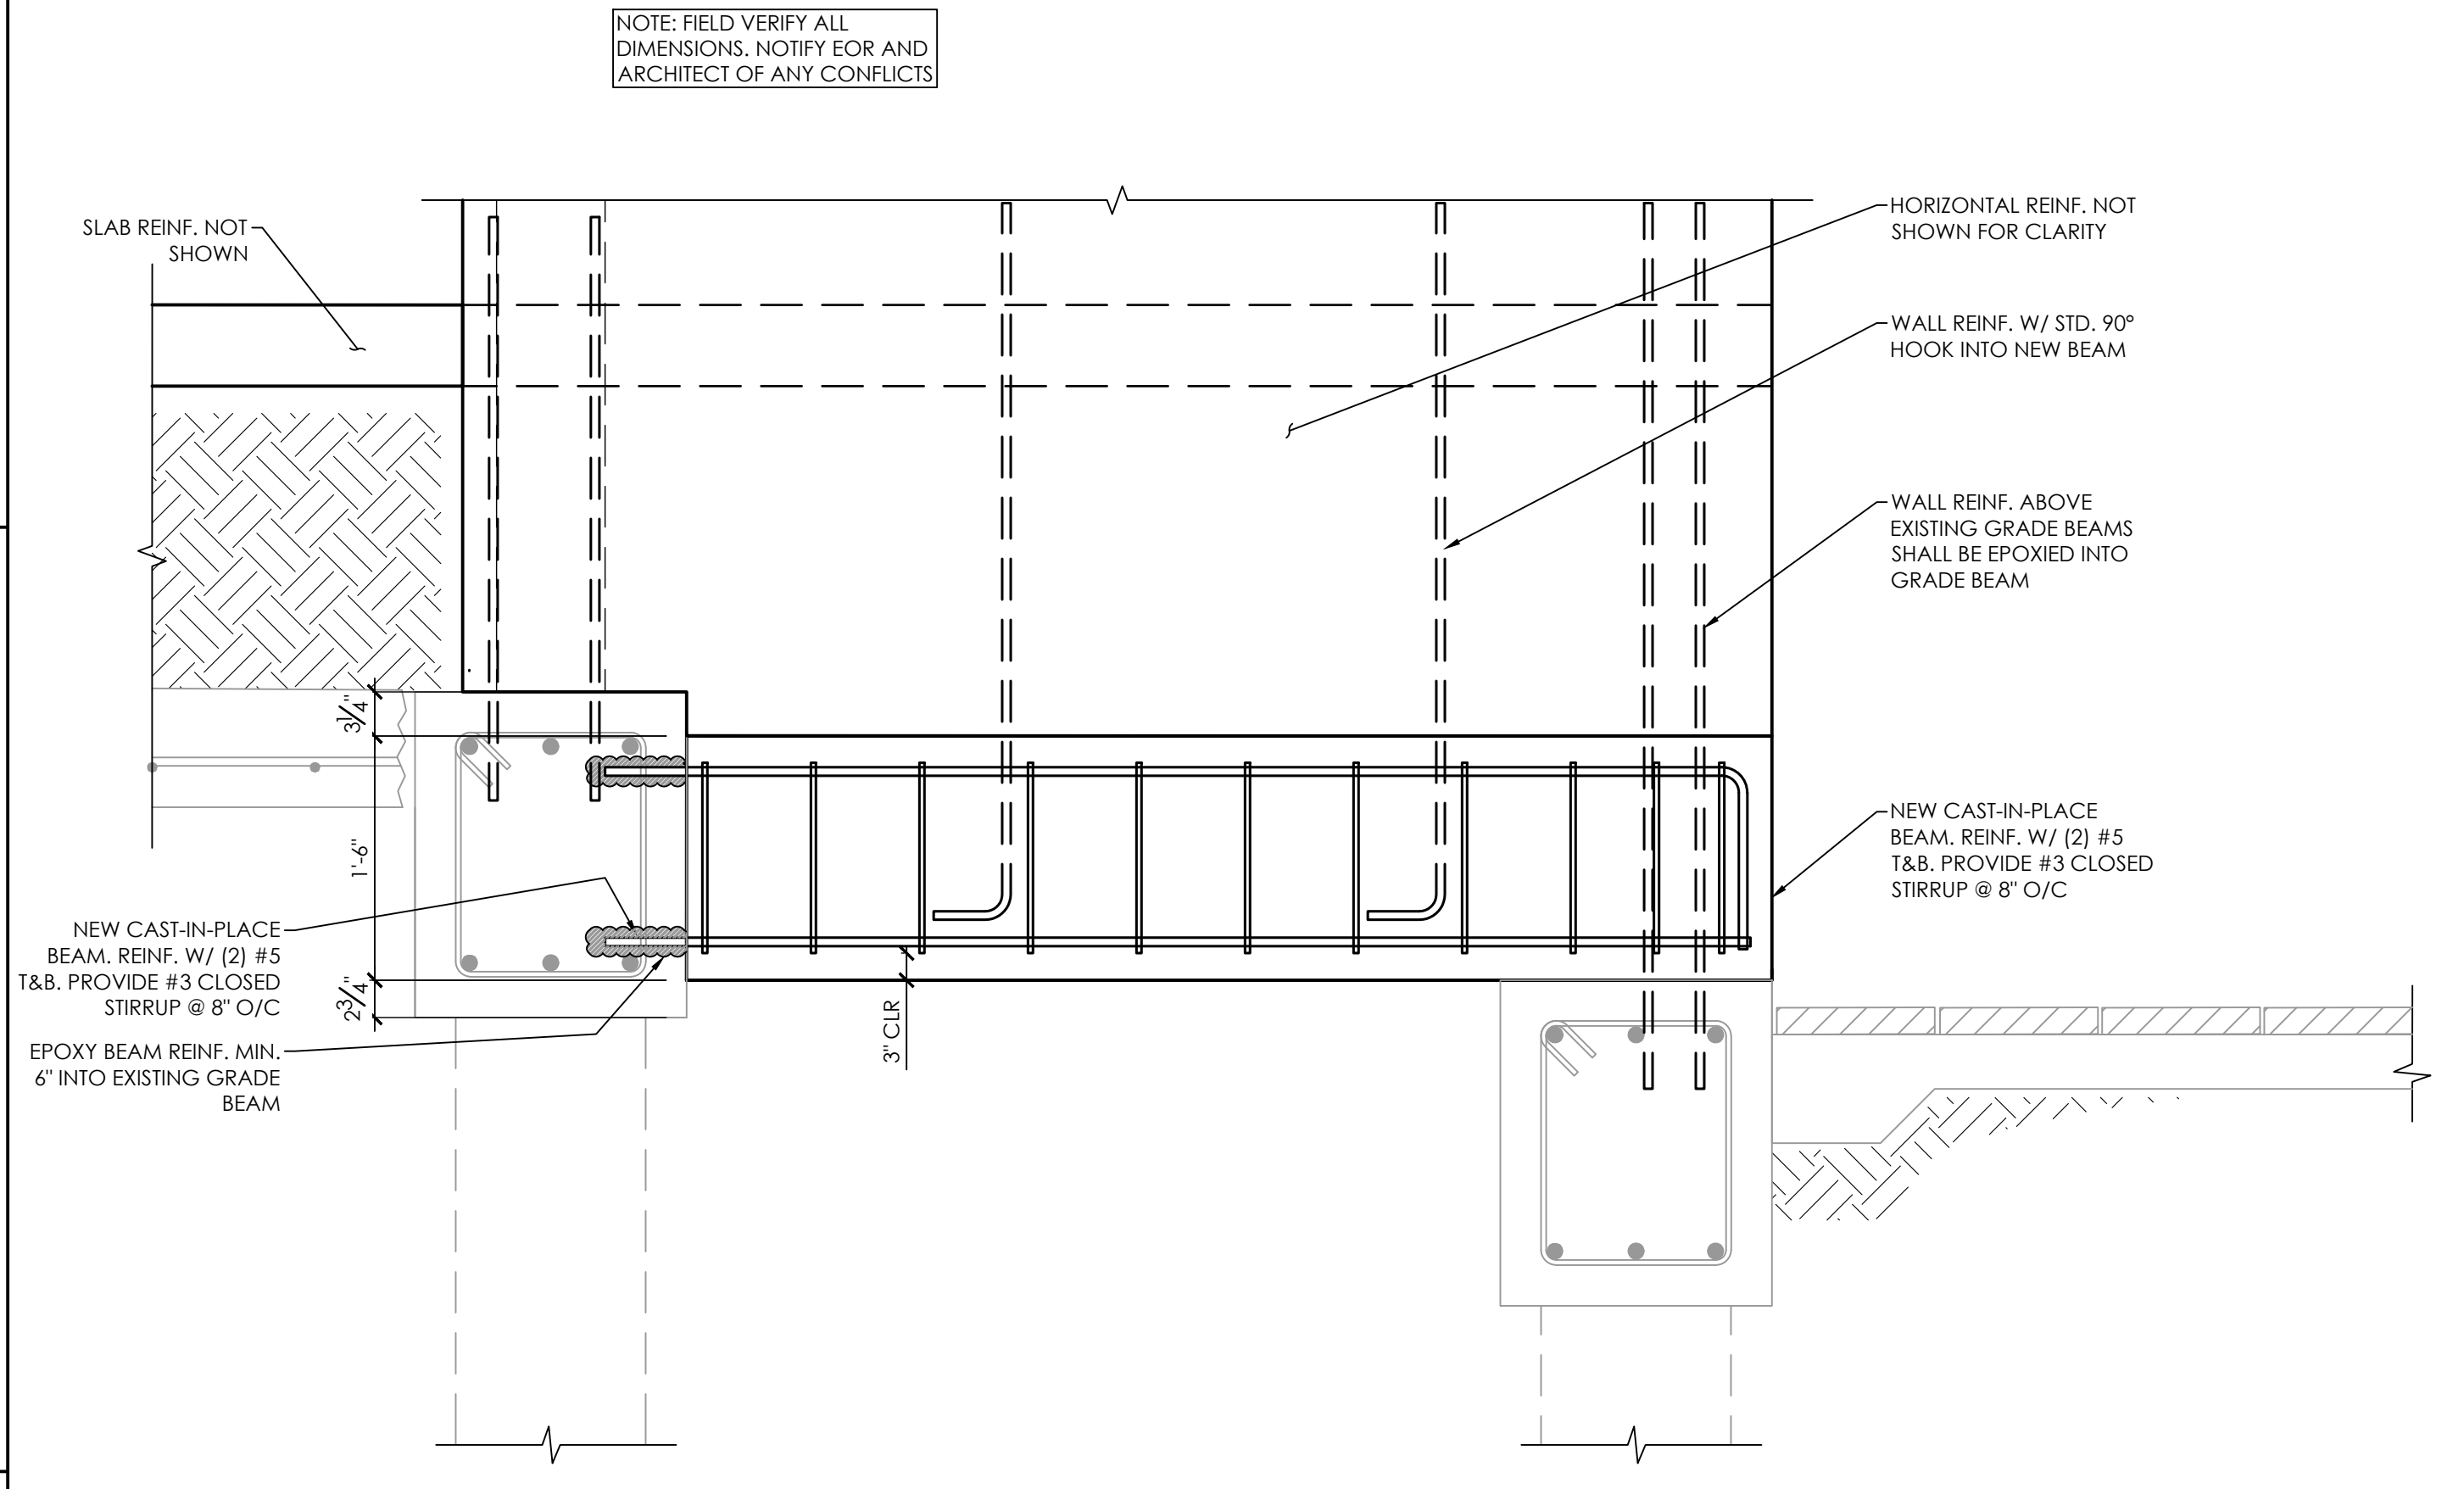 NOTE: FIELD VERIFY ALL
DIMENSIONS. NOTIFY EOR AND
ARCHITECT OF ANY CONFLICTS
SLAB REINF. NOT
SHOWN
HORIZONTAL REINF. NOT
SHOWN FOR CLARITY
WALL REINF. W/ STD. 90°
HOOK INTO NEW BEAM
WALL REINF. ABOVE
EXISTING GRADE BEAMS
SHALL BE EPOXIED INTO
GRADE BEAM
3 1/4"
1'-6"
2 3/4"
NEW CAST-IN-PLACE
BEAM. REINF. W/ (2) #5
T&B. PROVIDE #3 CLOSED
STIRRUP @ 8" O/C
NEW CAST-IN-PLACE
BEAM. REINF. W/ (2) #5
T&B. PROVIDE #3 CLOSED
STIRRUP @ 8" O/C
EPOXY BEAM REINF. MIN.
6" INTO EXISTING GRADE
BEAM
3" CLR